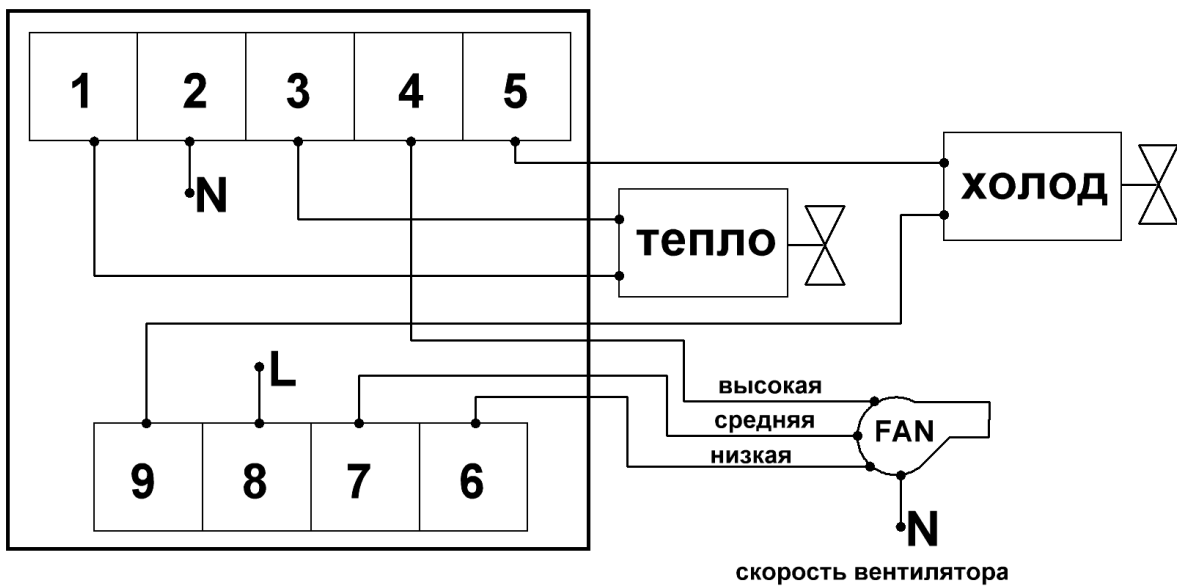 1 2 3 4 5
N
холод
тепло
L
высокая
средняя
FAN
низкая
9 8 7 6
N
скорость вентилятора